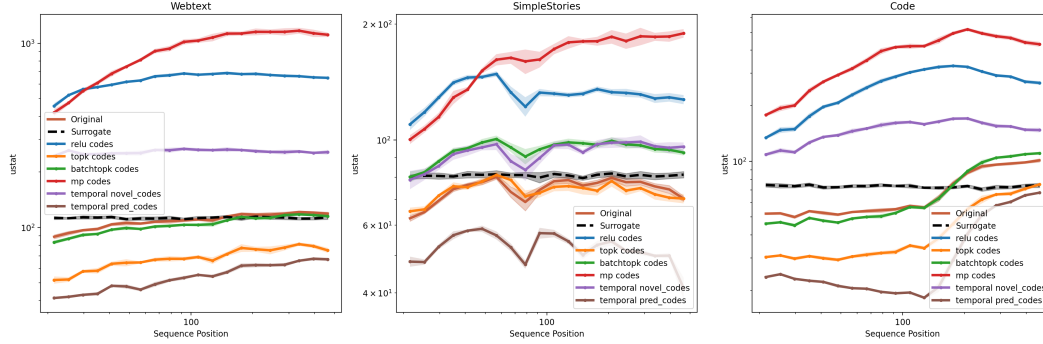 Webtext
10³
10²
ustat
100
Sequence Position
Original
Surrogate
relu codes
topk codes
batchtopk codes
mp codes
temporal novel_codes
temporal pred_codes
SimpleStories
2 × 10²
10²
6 × 10¹
4 × 10¹
ustat
100
Sequence Position
Original
Surrogate
relu codes
topk codes
batchtopk codes
mp codes
temporal novel_codes
temporal pred_codes
Code
10²
ustat
100
Sequence Position
Original
Surrogate
relu codes
topk codes
batchtopk codes
mp codes
temporal novel_codes
temporal pred_codes